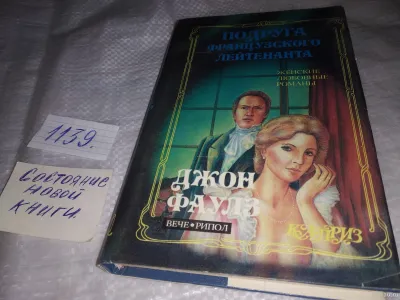 ПОДРУГА
ФРАНЦУЗСКОГО
ЛЕЙТЕНАНТА
ЖЕНСКИЕ
ЛЮБОВНЫЕ
РОМАНЫ
1139.
СОСТОЯНИЕ
НОВОЙ
КНИГИ
ДЖОН
ФАУЛЗ
ВЕЧЕ • РИПОЛ
КАПРИЗ